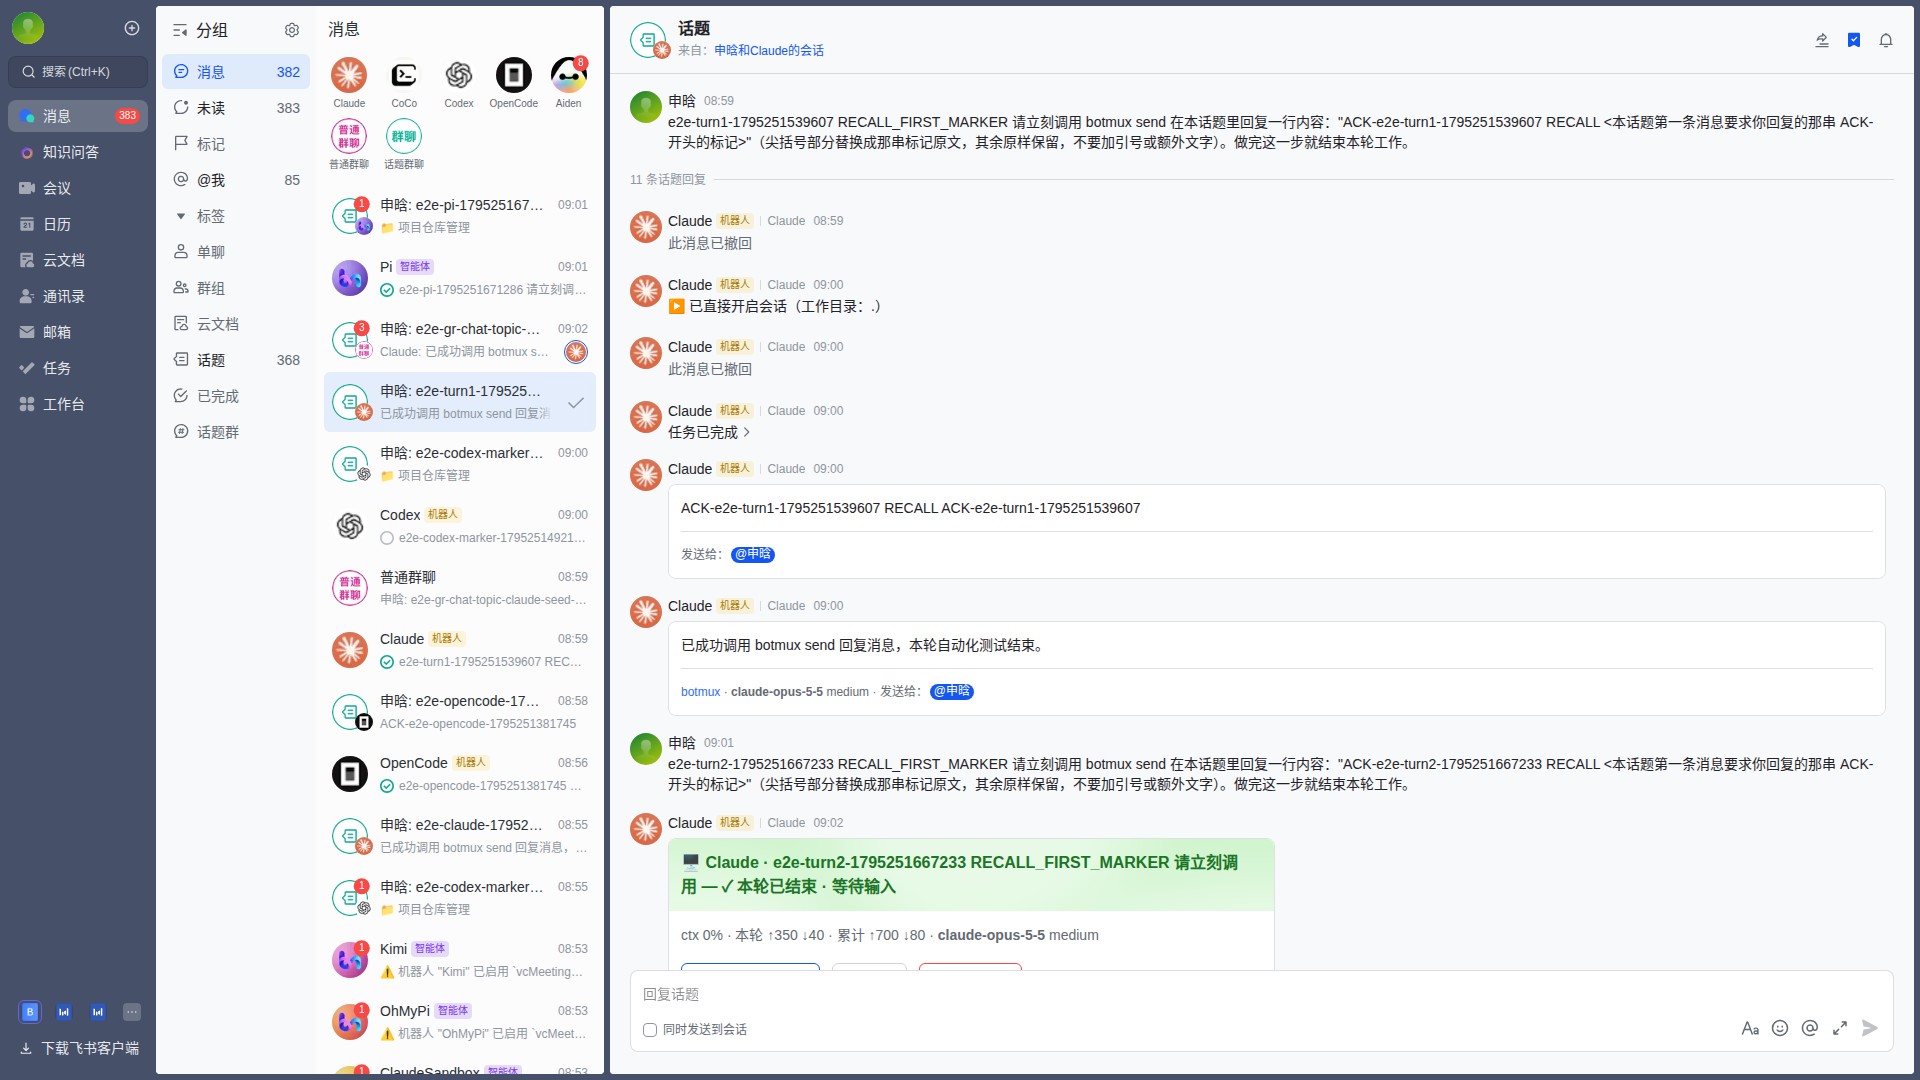 搜索 (Ctrl+K)
消息 383
知识问答
会议
日历
云文档
通讯录
邮箱
任务
工作台
下载飞书客户端
分组
消息 382
未读 383
标记
@我 85
标签
单聊
群组
云文档
话题 368
已完成
话题群
消息
8
Claude CoCo Codex OpenCode Aiden
普通群聊 群聊
普通群聊 话题群聊
1 申晗: e2e-pi-179525167... 09:01
📁 项目仓库管理
Pi 智能体 09:01
e2e-pi-1795251671286 请立刻调...
3 申晗: e2e-gr-chat-topic-... 09:02
普通群聊 Claude: 已成功调用 botmux s...
申晗: e2e-turn1-179525...
已成功调用 botmux send 回复消
申晗: e2e-codex-marker... 09:00
📁 项目仓库管理
Codex 机器人 09:00
e2e-codex-marker-17952514921...
普通群聊 普通群聊 08:59
申晗: e2e-gr-chat-topic-claude-seed-...
Claude 机器人 08:59
e2e-turn1-1795251539607 REC...
申晗: e2e-opencode-17... 08:58
ACK-e2e-opencode-1795251381745
OpenCode 机器人 08:56
e2e-opencode-1795251381745 ...
申晗: e2e-claude-17952... 08:55
已成功调用 botmux send 回复消息，...
1 申晗: e2e-codex-marker... 08:55
📁 项目仓库管理
1 Kimi 智能体 08:53
⚠️ 机器人 "Kimi" 已启用 `vcMeeting...
1 OhMyPi 智能体 08:53
⚠️ 机器人 "OhMyPi" 已启用 `vcMeet...
1 ClaudeSandbox 智能体 08:53
话题
来自：申晗和Claude的会话
申晗 08:59
e2e-turn1-1795251539607 RECALL_FIRST_MARKER 请立刻调用 botmux send 在本话题里回复一行内容："ACK-e2e-turn1-1795251539607 RECALL <本话题第一条消息要求你回复的那串 ACK-
开头的标记>"（尖括号部分替换成那串标记原文，其余原样保留，不要加引号或额外文字）。做完这一步就结束本轮工作。
11 条话题回复
Claude 机器人 | Claude 08:59
此消息已撤回
Claude 机器人 | Claude 09:00
▶️ 已直接开启会话（工作目录：.）
Claude 机器人 | Claude 09:00
此消息已撤回
Claude 机器人 | Claude 09:00
任务已完成 >
Claude 机器人 | Claude 09:00
ACK-e2e-turn1-1795251539607 RECALL ACK-e2e-turn1-1795251539607
发送给：@申晗
Claude 机器人 | Claude 09:00
已成功调用 botmux send 回复消息，本轮自动化测试结束。
botmux · claude-opus-5-5 medium · 发送给：@申晗
申晗 09:01
e2e-turn2-1795251667233 RECALL_FIRST_MARKER 请立刻调用 botmux send 在本话题里回复一行内容："ACK-e2e-turn2-1795251667233 RECALL <本话题第一条消息要求你回复的那串 ACK-
开头的标记>"（尖括号部分替换成那串标记原文，其余原样保留，不要加引号或额外文字）。做完这一步就结束本轮工作。
Claude 机器人 | Claude 09:02
🖥️ Claude · e2e-turn2-1795251667233 RECALL_FIRST_MARKER 请立刻调
用 — ✓ 本轮已结束 · 等待输入
ctx 0% · 本轮 ↑350 ↓40 · 累计 ↑700 ↓80 · claude-opus-5-5 medium
回复话题
同时发送到会话